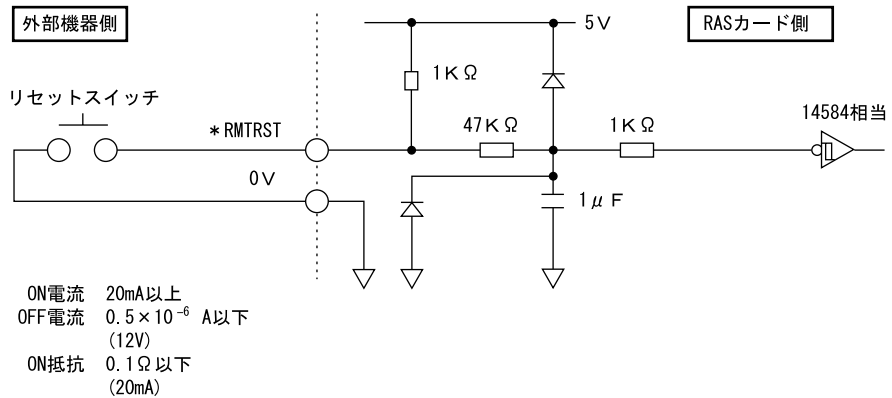 外部機器側
RASカード側
5V
1KΩ
リセットスイッチ
14584相当
*RMTRST
47KΩ
1KΩ
0V
1μF
ON電流 20mA以上
OFF電流 0.5×10⁻⁶ A以下
(12V)
ON抵抗 0.1Ω以下
(20mA)